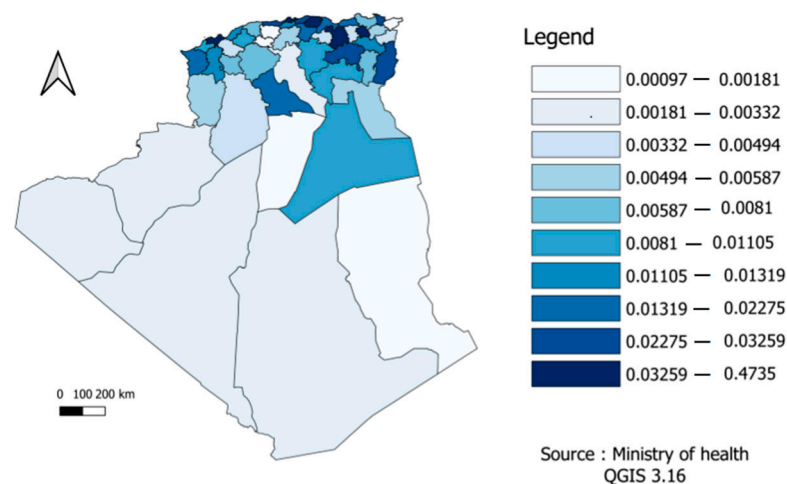 Legend
0.00097 — 0.00181
0.00181 — 0.00332
0.00332 — 0.00494
0.00494 — 0.00587
0.00587 — 0.0081
0.0081 — 0.01105
0.01105 — 0.01319
0.01319 — 0.02275
0.02275 — 0.03259
0.03259 — 0.4735
0 100 200 km
Source : Ministry of health
QGIS 3.16